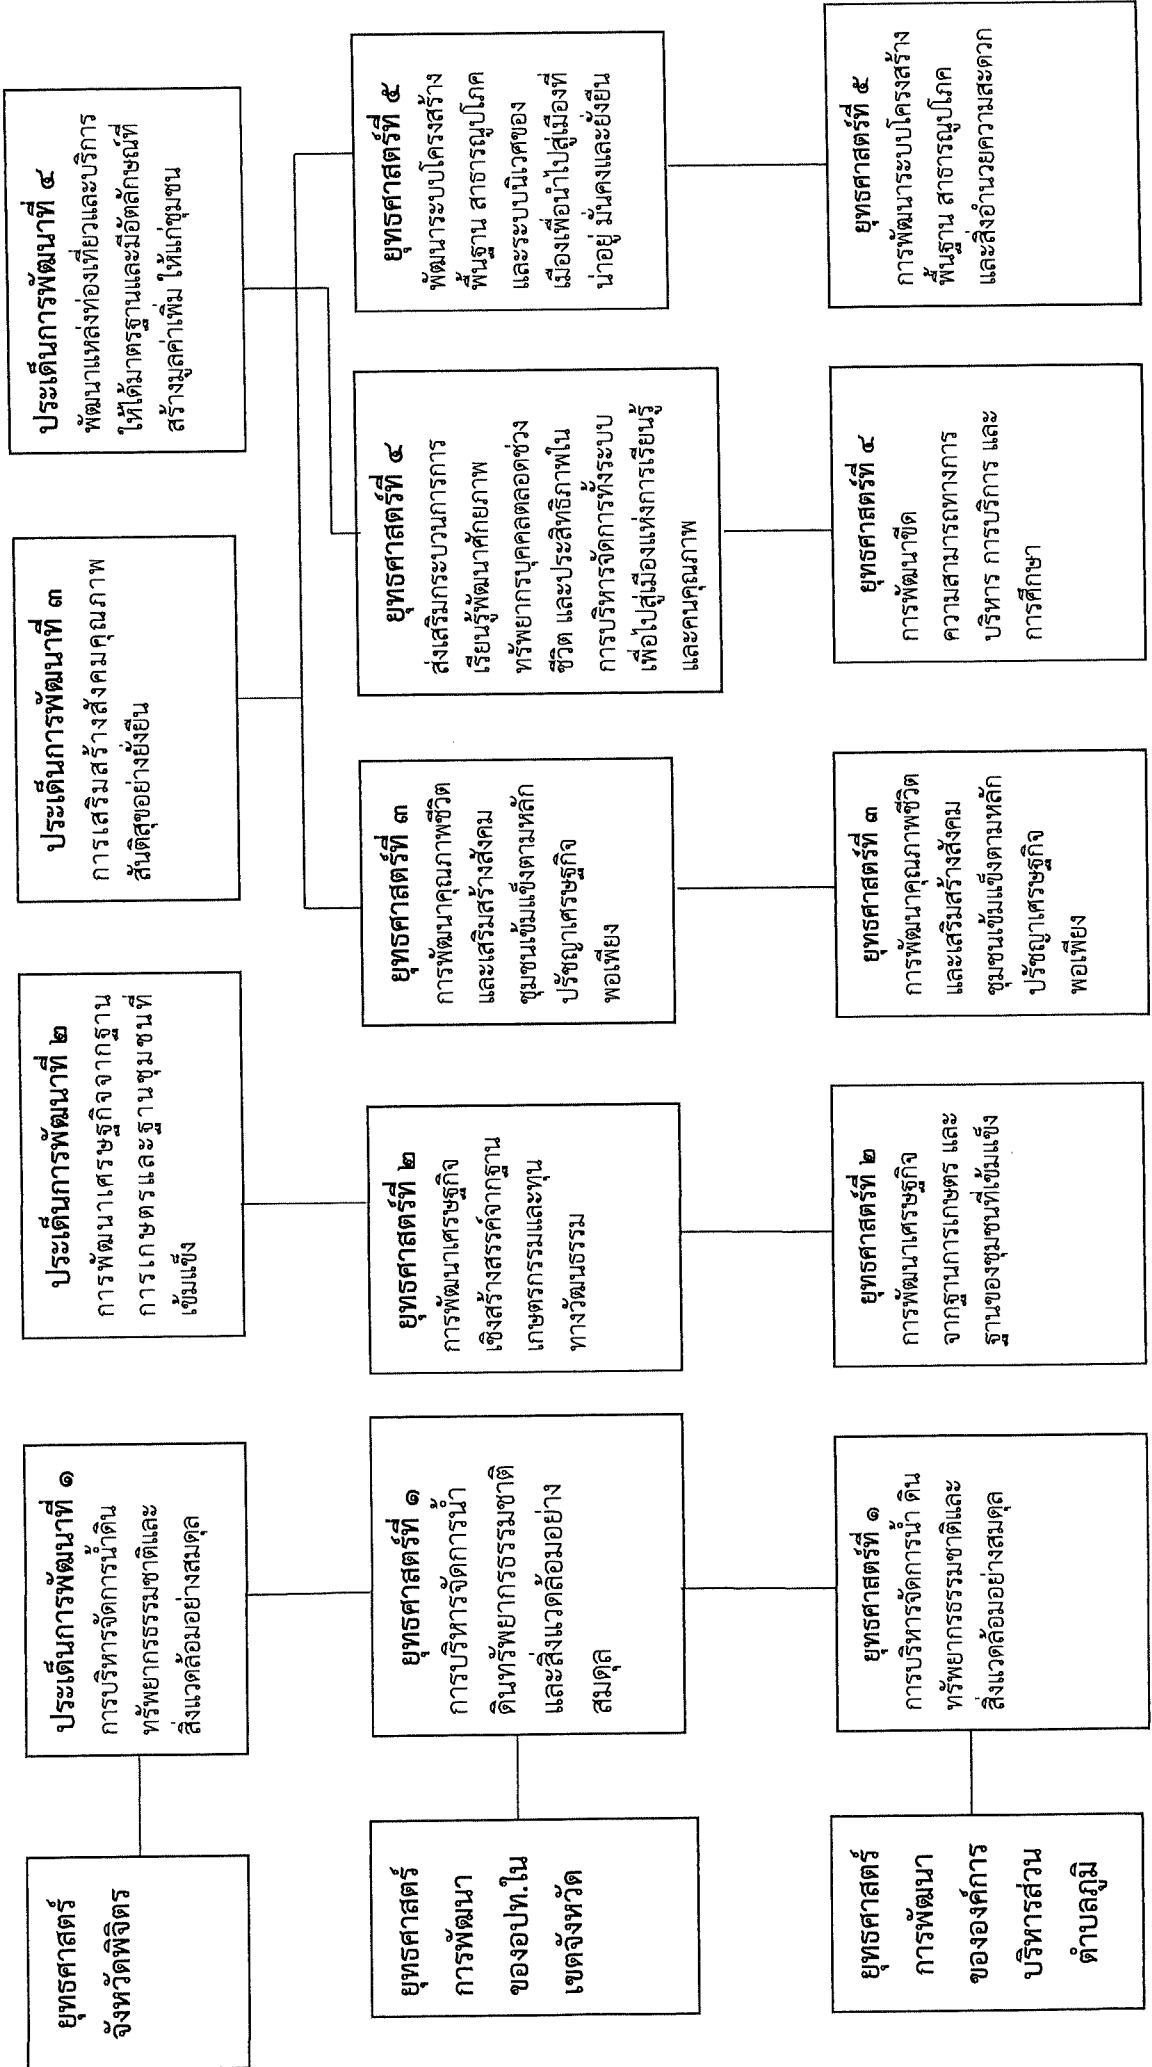 ยุทธศาสตร์
จังหวัดพิจิตร
ประเด็นการพัฒนาที่ ๑
การบริหารจัดการน้ำดิน
ทรัพยากรธรรมชาติและ
สิ่งแวดล้อมอย่างสมดุล
ประเด็นการพัฒนาที่ ๒
การพัฒนาเศรษฐกิจจากฐาน
การเกษตรและฐานชุมชนที่
เข้มแข็ง
ประเด็นการพัฒนาที่ ๓
การเสริมสร้างสังคมคุณภาพ
สันติสุขอย่างยั่งยืน
ประเด็นการพัฒนาที่ ๔
พัฒนาแหล่งท่องเที่ยวและบริการ
ให้ได้มาตรฐานและมีอัตลักษณ์ที่
สร้างมูลค่าเพิ่ม ให้แก่ชุมชน
ยุทธศาสตร์
การพัฒนา
ของอปท.ใน
เขตจังหวัด
ยุทธศาสตร์ที่ ๑
การบริหารจัดการน้ำ
ดินทรัพยากรธรรมชาติ
และสิ่งแวดล้อมอย่าง
สมดุล
ยุทธศาสตร์ที่ ๒
การพัฒนาเศรษฐกิจ
เชิงสร้างสรรค์จากฐาน
เกษตรกรรมและทุน
ทางวัฒนธรรม
ยุทธศาสตร์ที่ ๓
การพัฒนาคุณภาพชีวิต
และเสริมสร้างสังคม
ชุมชนเข้มแข็งตามหลัก
ปรัชญาเศรษฐกิจ
พอเพียง
ยุทธศาสตร์ที่ ๔
ส่งเสริมกระบวนการการ
เรียนรู้พัฒนาศักยภาพ
ทรัพยากรบุคคลตลอดช่วง
ชีวิต และประสิทธิภาพใน
การบริหารจัดการทั้งระบบ
เพื่อไปสู่เมืองแห่งการเรียนรู้
และคนคุณภาพ
ยุทธศาสตร์ที่ ๕
พัฒนาระบบโครงสร้าง
พื้นฐาน สาธารณูปโภค
และระบบนิเวศของ
เมืองเพื่อนำไปสู่เมืองที่
น่าอยู่ มั่นคงและยั่งยืน
ยุทธศาสตร์
การพัฒนา
ขององค์การ
บริหารส่วน
ตำบลภูมิ
ยุทธศาสตร์ที่ ๑
การบริหารจัดการน้ำ ดิน
ทรัพยากรธรรมชาติและ
สิ่งแวดล้อมอย่างสมดุล
ยุทธศาสตร์ที่ ๒
การพัฒนาเศรษฐกิจ
จากฐานการเกษตร และ
ฐานของชุมชนที่เข้มแข็ง
ยุทธศาสตร์ที่ ๓
การพัฒนาคุณภาพชีวิต
และเสริมสร้างสังคม
ชุมชนเข้มแข็งตามหลัก
ปรัชญาเศรษฐกิจ
พอเพียง
ยุทธศาสตร์ที่ ๔
การพัฒนาขีด
ความสามารถทางการ
บริหาร การบริการ และ
การศึกษา
ยุทธศาสตร์ที่ ๕
การพัฒนาระบบโครงสร้าง
พื้นฐาน สาธารณูปโภค
และสิ่งอำนวยความสะดวก